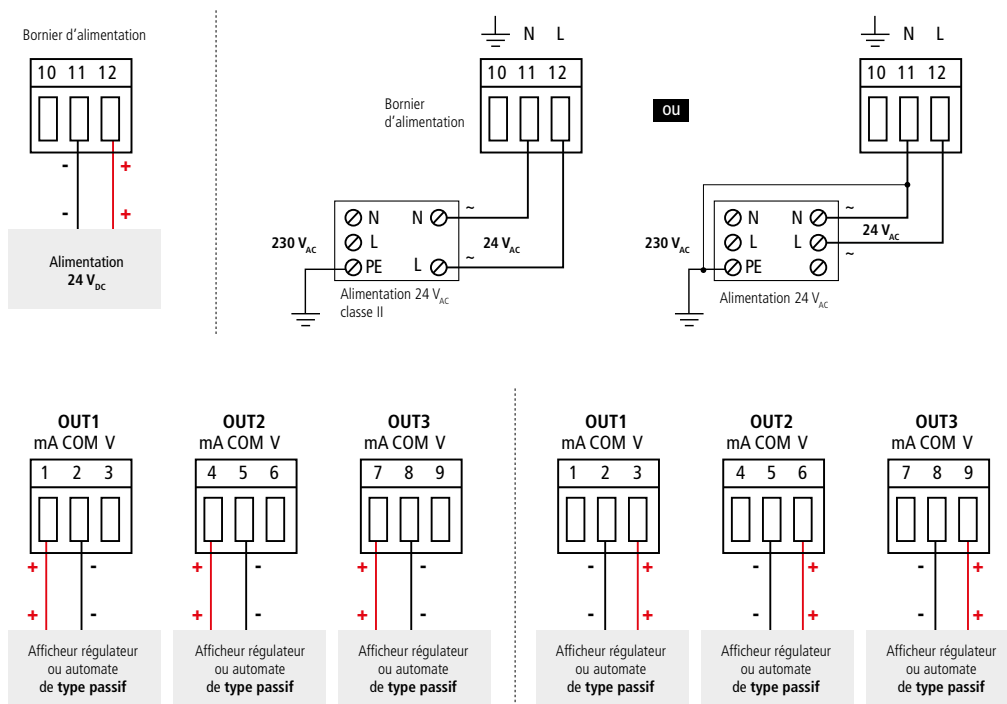 Bornier d'alimentation
10 11 12
-
+
-
+
Alimentation
24 VDC
N L
10 11 12
Bornier
d'alimentation
N N ~
230 VAC L 24 VAC
PE L ~
Alimentation 24 VAC
classe II
ou
N L
10 11 12
N N ~
230 VAC L L 24 VAC
PE ~
Alimentation 24 VAC
OUT1
mA COM V
1 2 3
+ -
+ -
Afficheur régulateur
ou automate
de type passif
OUT2
mA COM V
4 5 6
+ -
+ -
Afficheur régulateur
ou automate
de type passif
OUT3
mA COM V
7 8 9
+ -
+ -
Afficheur régulateur
ou automate
de type passif
OUT1
mA COM V
1 2 3
- +
- +
Afficheur régulateur
ou automate
de type passif
OUT2
mA COM V
4 5 6
- +
- +
Afficheur régulateur
ou automate
de type passif
OUT3
mA COM V
7 8 9
- +
- +
Afficheur régulateur
ou automate
de type passif